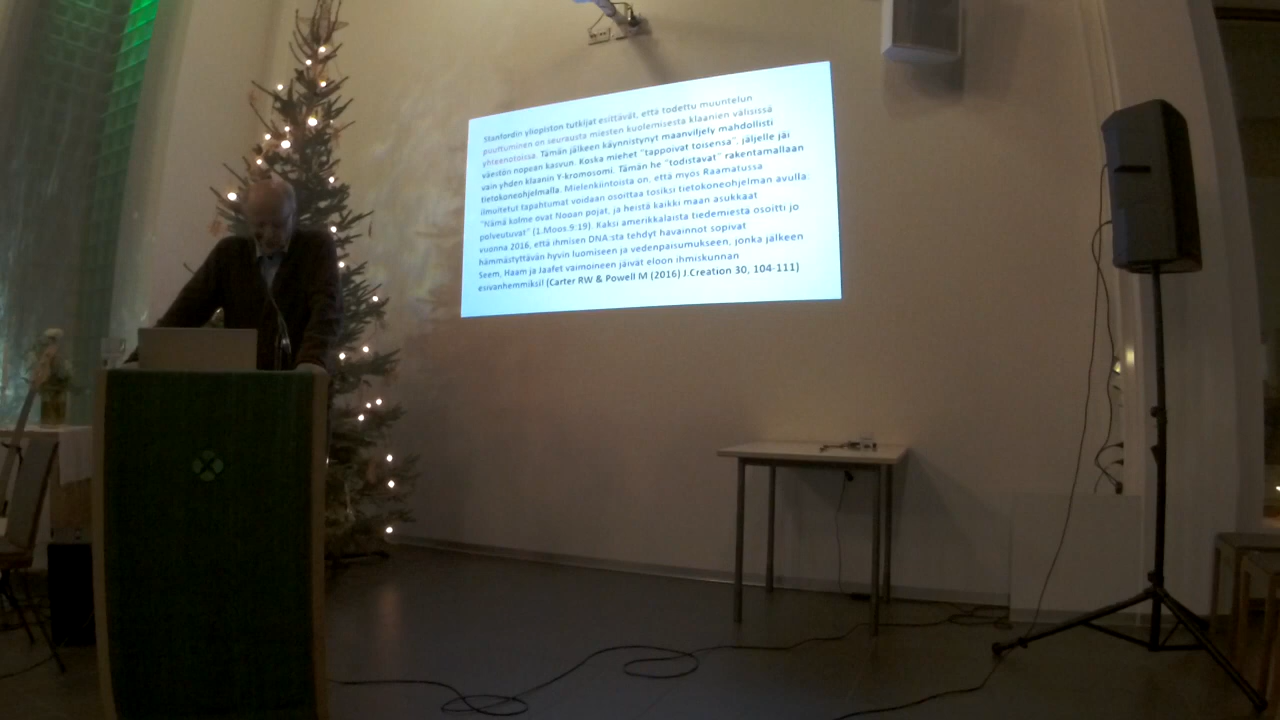 Stanfordin yliopiston tutkijat esittävät, että todettu muuntelun
puuttuminen on seurausta miesten kuolemisesta klaanien välisissä
yhteenotoissa. Tämän jälkeen käynnistynyt maanviljely mahdollisti
väestön nopean kasvun. Koska miehet "tappoivat toisensa", jäljelle jäi
vain yhden klaanin Y-kromosomi. Tämän he "todistavat" rakentamallaan
tietokoneohjelmalla. Mielenkiintoista on, että myös Raamatussa
ilmoitetut tapahtumat voidaan osoittaa tosiksi tietokoneohjelman avulla:
"Nämä kolme ovat Nooan pojat, ja heistä kaikki maan asukkaat
polveutuvat" (1.Moos.9:19). Kaksi amerikkalaista tiedemiestä osoitti jo
vuonna 2016, että ihmisen DNA:sta tehdyt havainnot sopivat
hämmästyttävän hyvin luomiseen ja vedenpaisumukseen, jonka jälkeen
Seem, Haam ja Jaafet vaimoineen jäivät eloon ihmiskunnan
esivanhemmiksi! (Carter RW & Powell M (2016) J.Creation 30, 104-111)